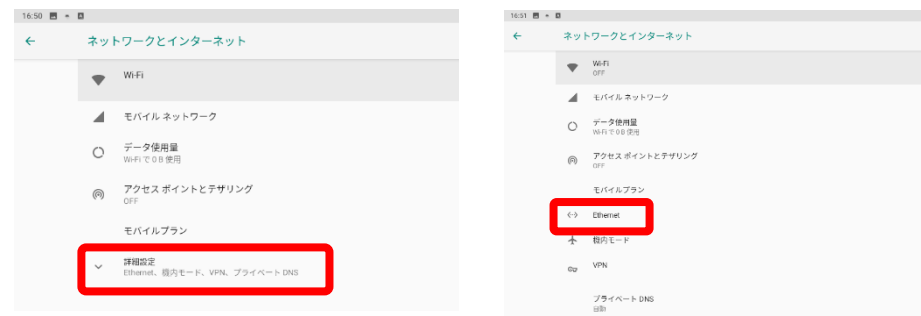 16:50
ネットワークとインターネット
Wi-Fi
モバイル ネットワーク
データ使用量
Wi-Fi で 0 B 使用
アクセス ポイントとテザリング
OFF
モバイルプラン
詳細設定
Ethernet、機内モード、VPN、プライベート DNS
16:51
ネットワークとインターネット
Wi-Fi
OFF
モバイル ネットワーク
データ使用量
Wi-Fi で 0 B 使用
アクセス ポイントとテザリング
OFF
モバイルプラン
Ethernet
機内モード
VPN
プライベート DNS
自動